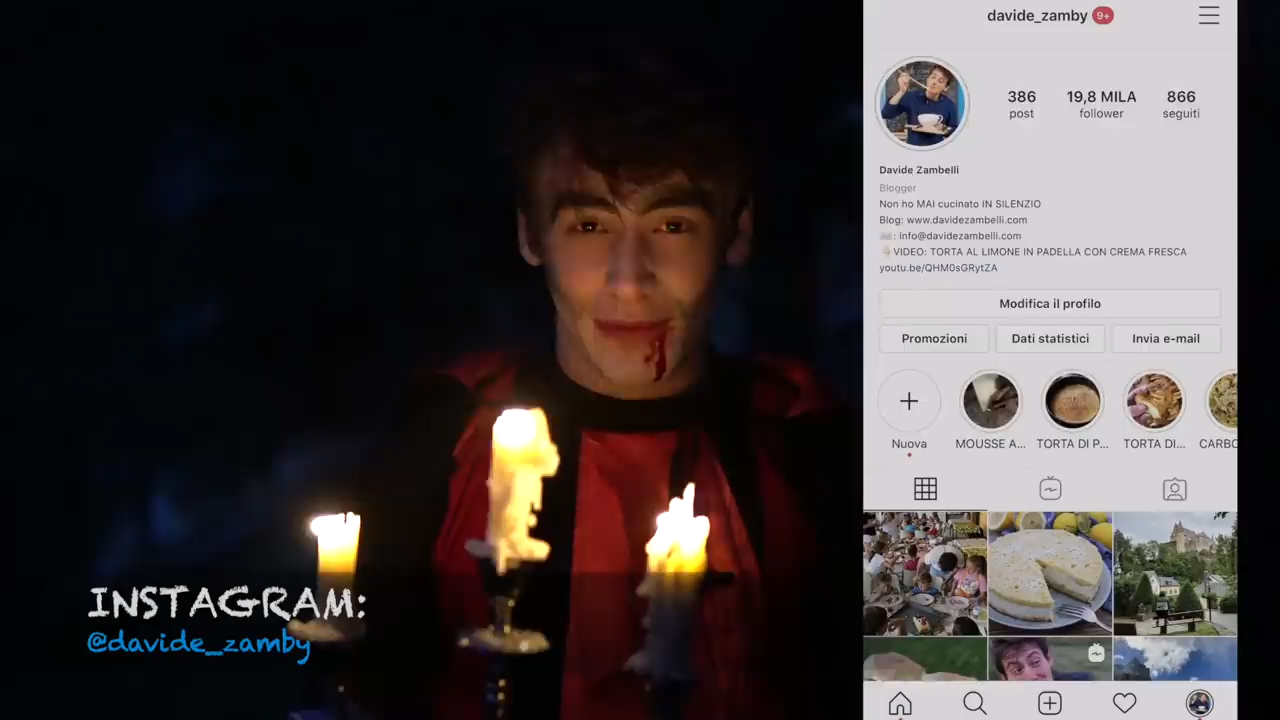 INSTAGRAM:
@davide_zamby
davide_zamby 9+
386 19,8 MILA 866
post follower seguiti
Davide Zambelli
Blogger
Non ho MAI cucinato IN SILENZIO
Blog: www.davidezambelli.com
: info@davidezambelli.com
VIDEO: TORTA AL LIMONE IN PADELLA CON CREMA FRESCA
youtu.be/QHM0sGRytZA
Modifica il profilo
Promozioni Dati statistici Invia e-mail
Nuova MOUSSE A... TORTA DI P... TORTA DI... CARBO